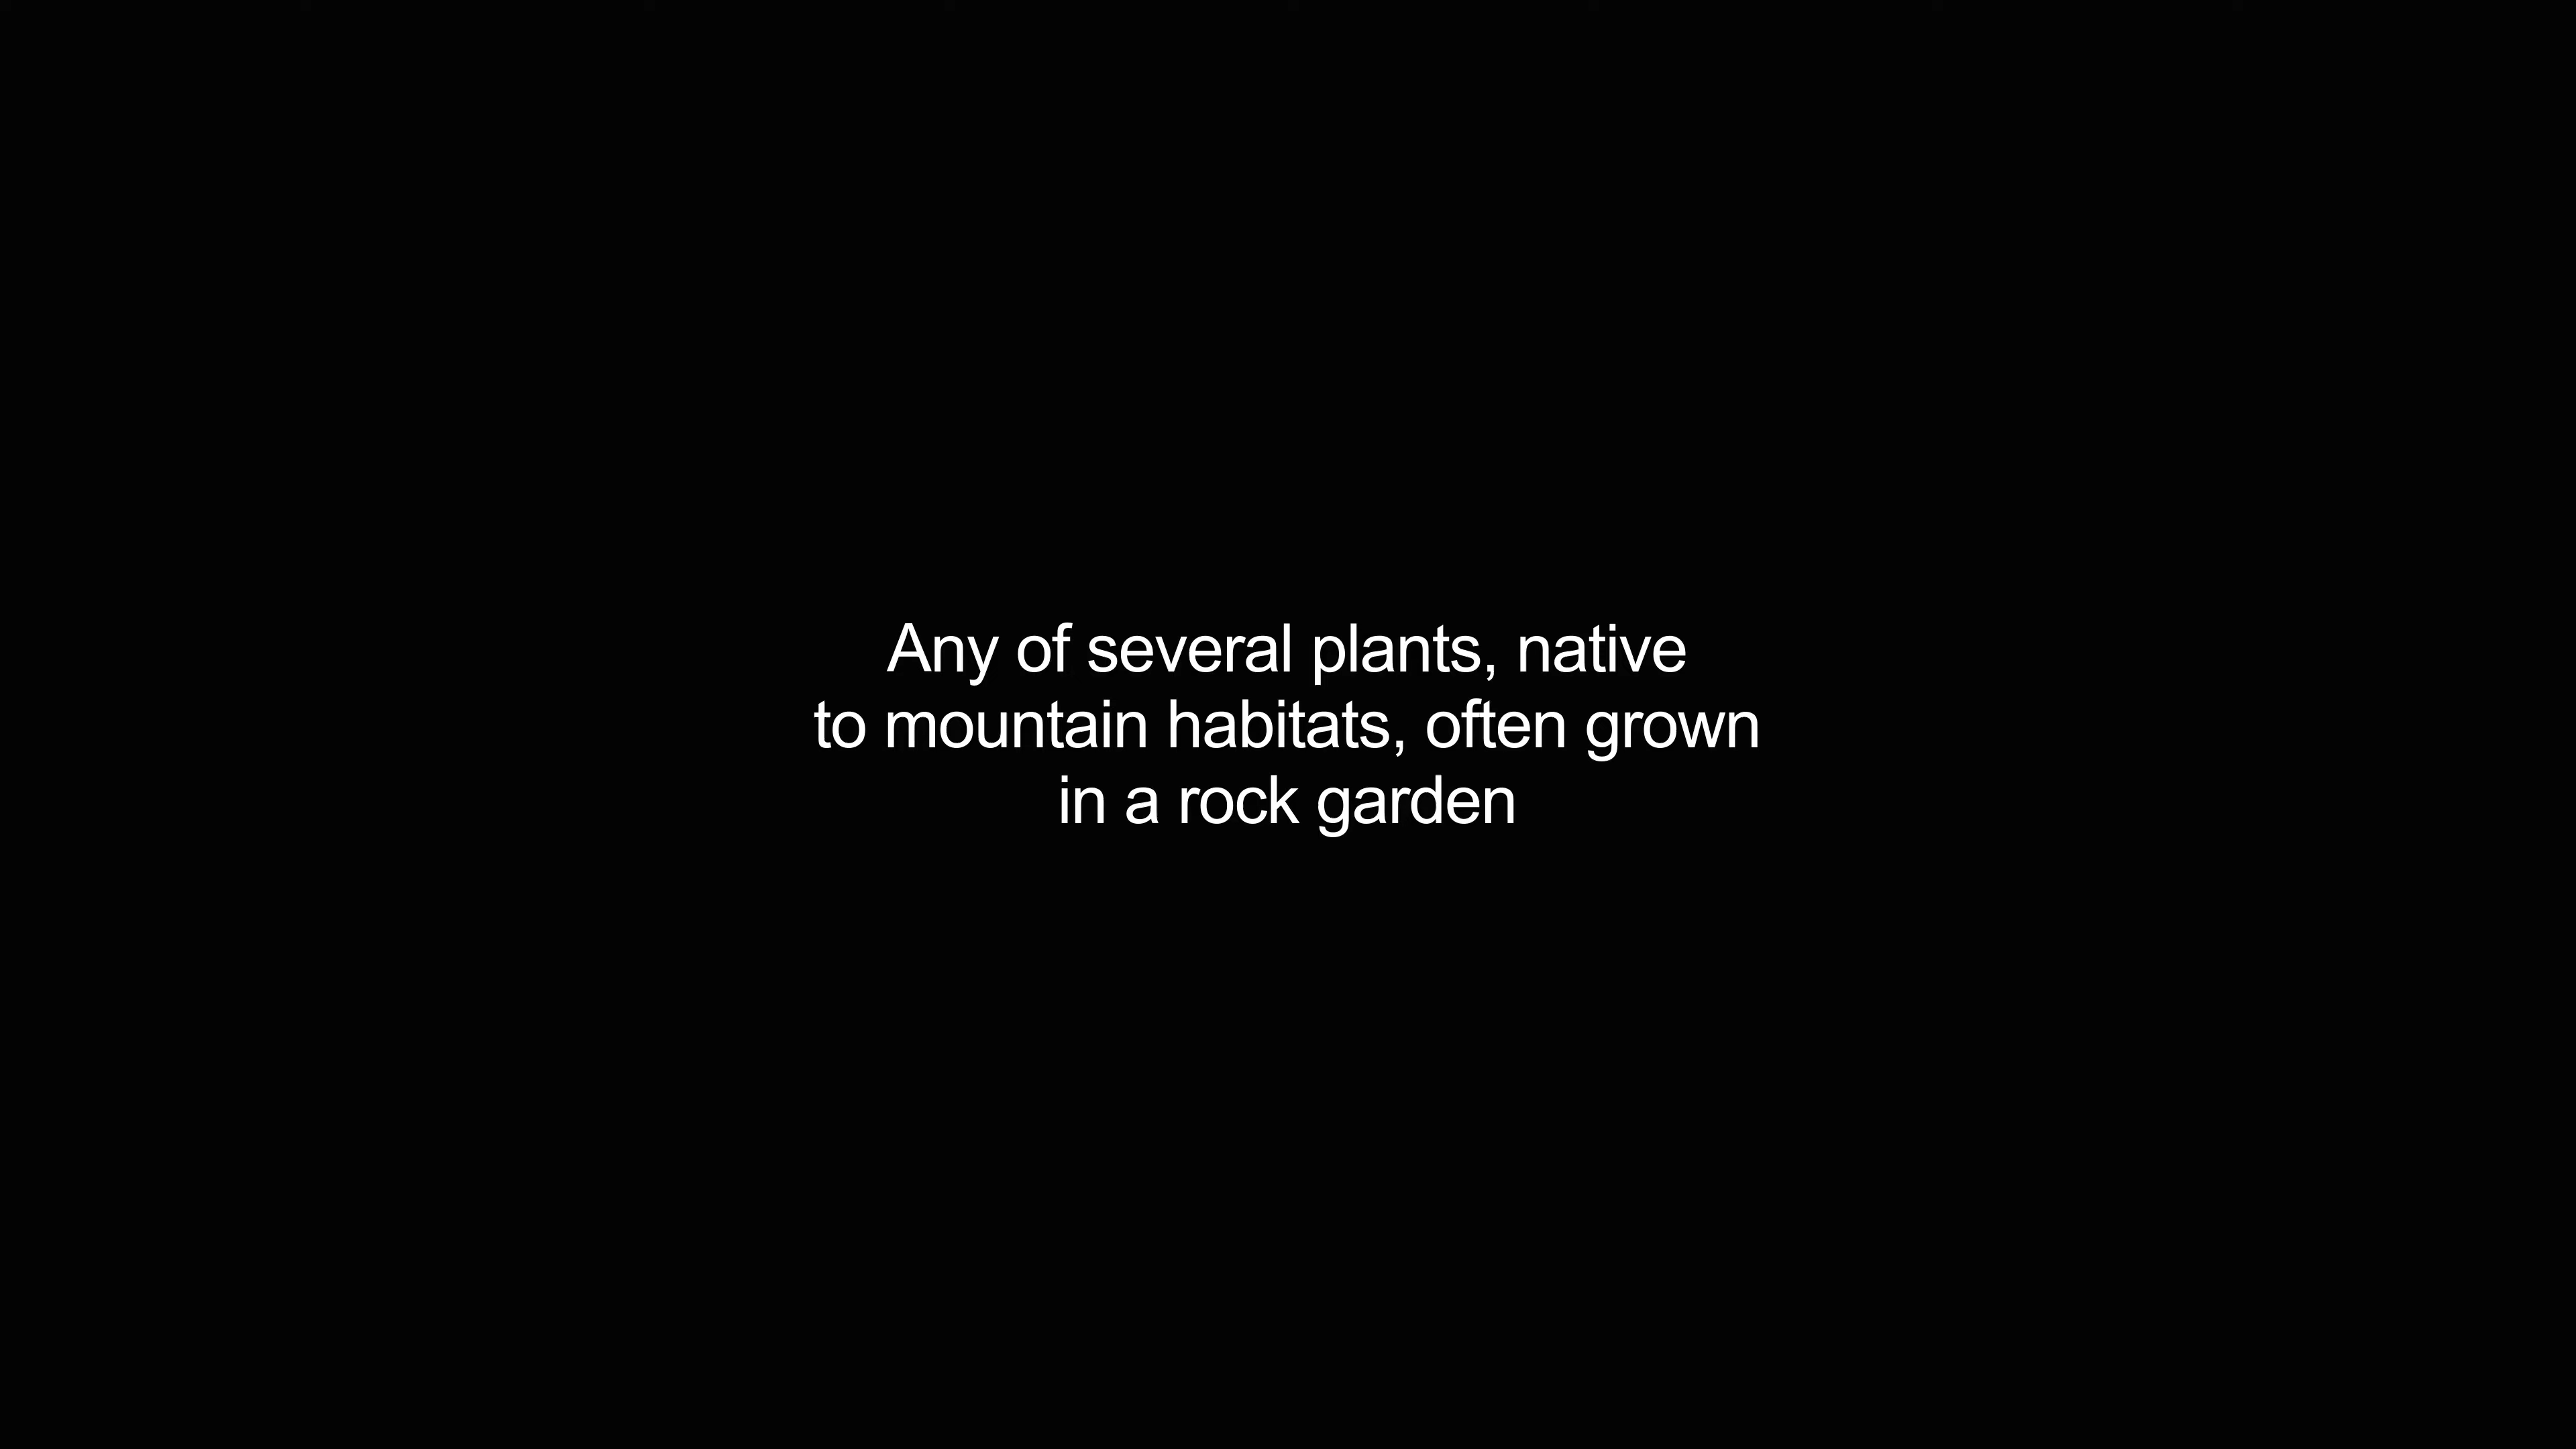 Any of several plants, native
to mountain habitats, often grown
in a rock garden